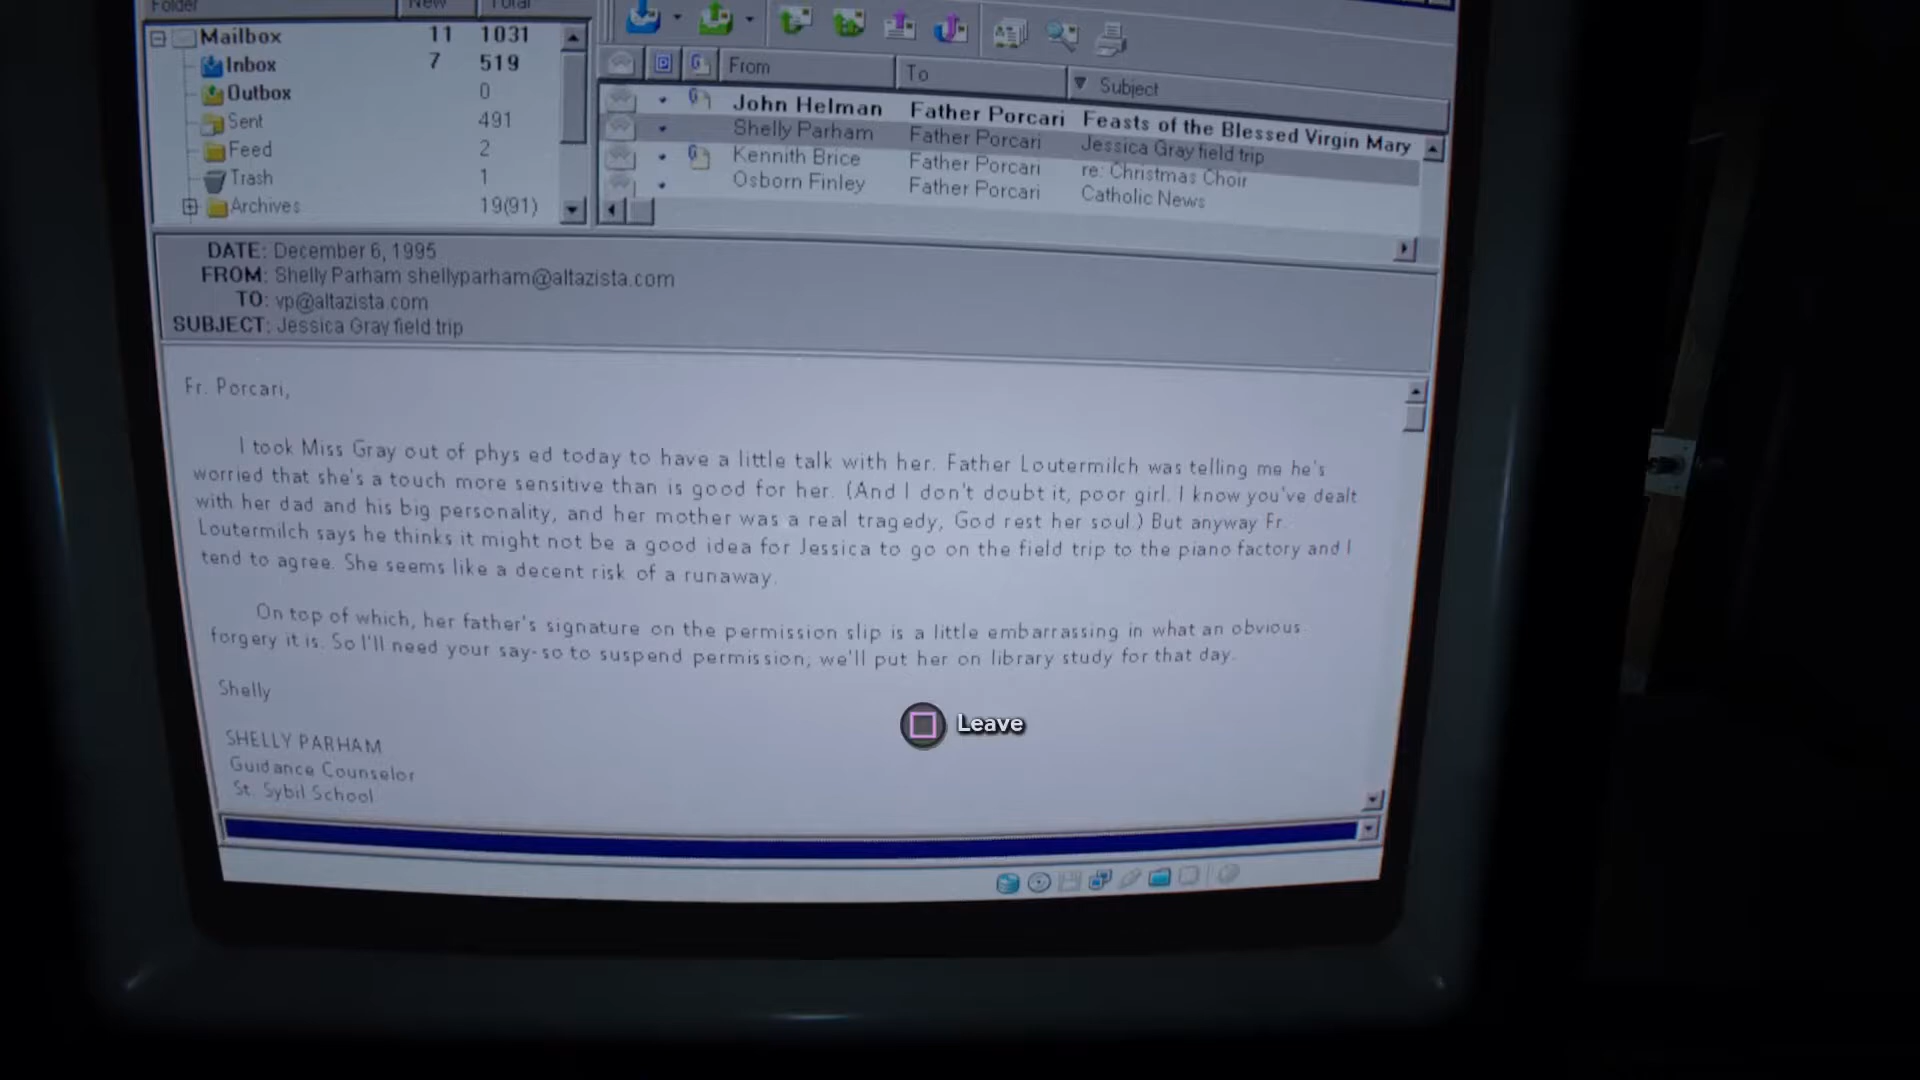 Folder New Total
Mailbox 11 1031
Inbox 7 519
Outbox 0
Sent 491
Feed 2
Trash 1
Archives 19(91)
From To Subject
John Helman Father Porcari Feasts of the Blessed Virgin Mary
Shelly Parham Father Porcari Jessica Gray field trip
Kennith Brice Father Porcari re: Christmas Choir
Osborn Finley Father Porcari Catholic News
DATE: December 6, 1995
FROM: Shelly Parham shellyparham@altazista.com
TO: vp@altazista.com
SUBJECT: Jessica Gray field trip
Fr. Porcari,
I took Miss Gray out of phys ed today to have a little talk with her. Father Loutermilch was telling me he's
worried that she's a touch more sensitive than is good for her. (And I don't doubt it, poor girl. I know you've dealt
with her dad and his big personality, and her mother was a real tragedy, God rest her soul.) But anyway Fr.
Loutermilch says he thinks it might not be a good idea for Jessica to go on the field trip to the piano factory and I
tend to agree. She seems like a decent risk of a runaway.
On top of which, her father's signature on the permission slip is a little embarrassing in what an obvious
forgery it is. So I'll need your say-so to suspend permission; we'll put her on library study for that day.
Shelly
SHELLY PARHAM
Guidance Counselor
St. Sybil School
Leave